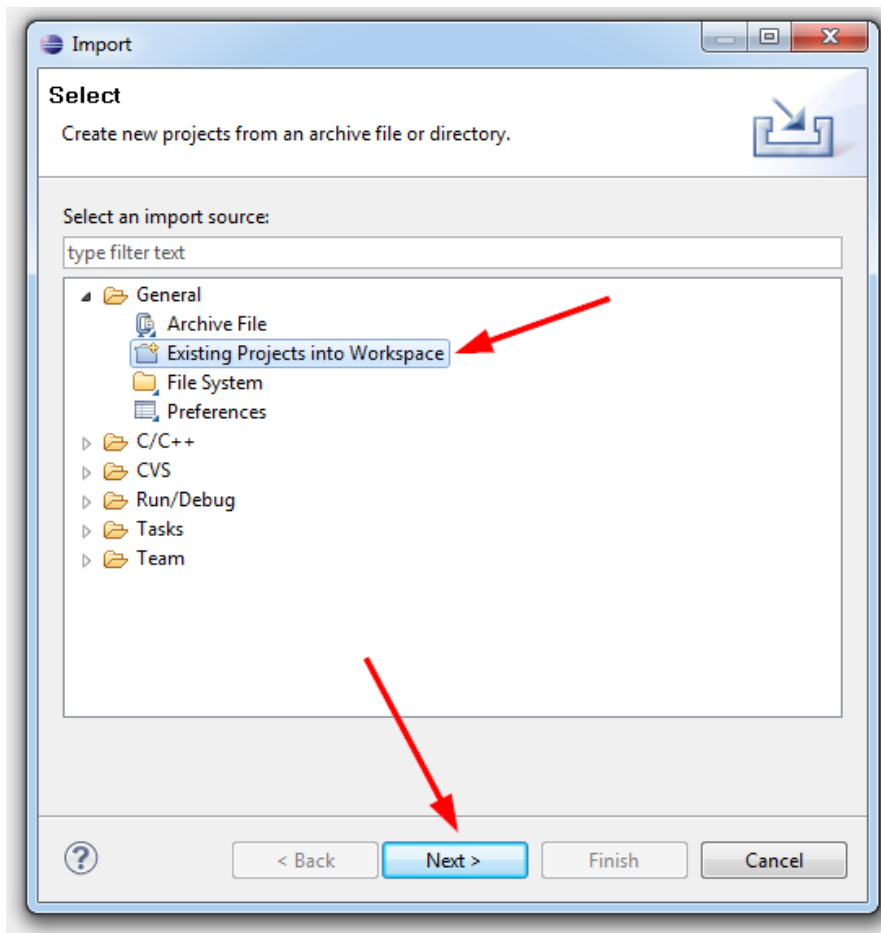 Import
Select
Create new projects from an archive file or directory.
Select an import source:
type filter text
General
Archive File
Existing Projects into Workspace
File System
Preferences
C/C++
CVS
Run/Debug
Tasks
Team
? < Back Next > Finish Cancel